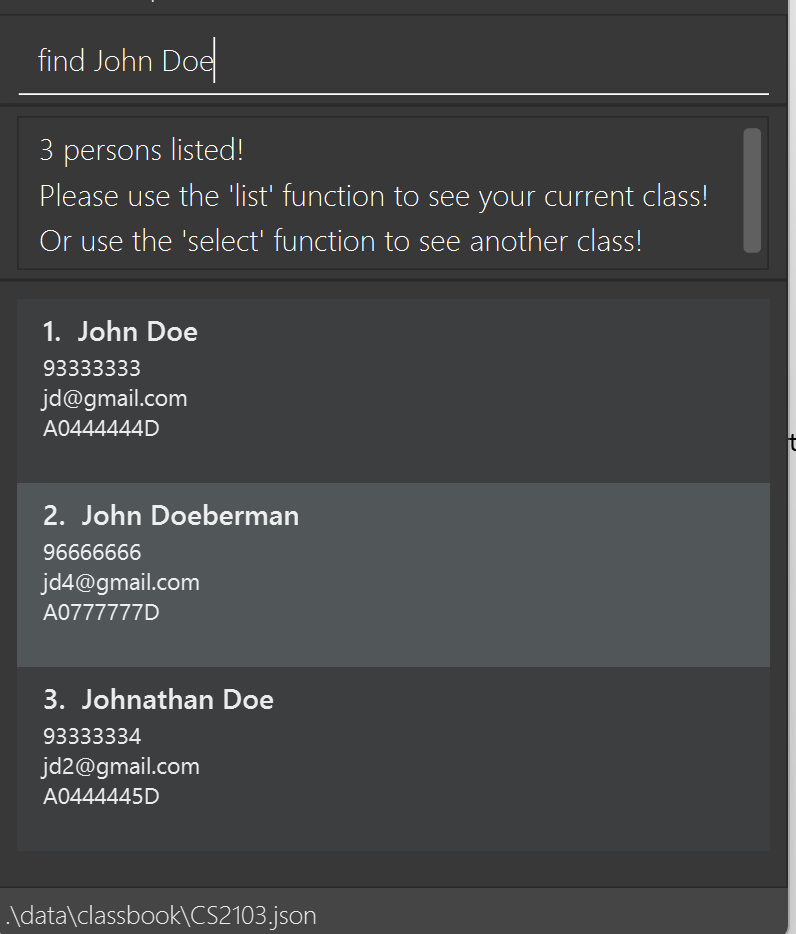 find John Doe
3 persons listed!
Please use the 'list' function to see your current class!
Or use the 'select' function to see another class!
1. John Doe
93333333
jd@gmail.com
A0444444D
2. John Doeberman
96666666
jd4@gmail.com
A0777777D
3. Johnathan Doe
93333334
jd2@gmail.com
A0444445D
.\data\classbook\CS2103.json